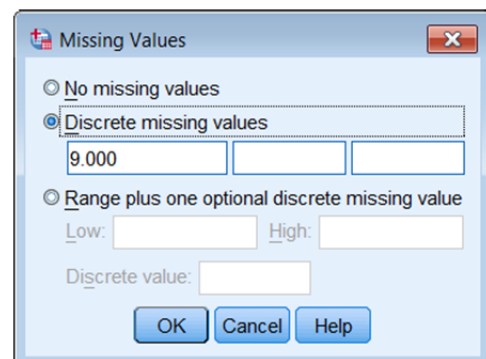 Missing Values
No missing values
Discrete missing values
9.000
Range plus one optional discrete missing value
Low: High:
Discrete value:
OK Cancel Help